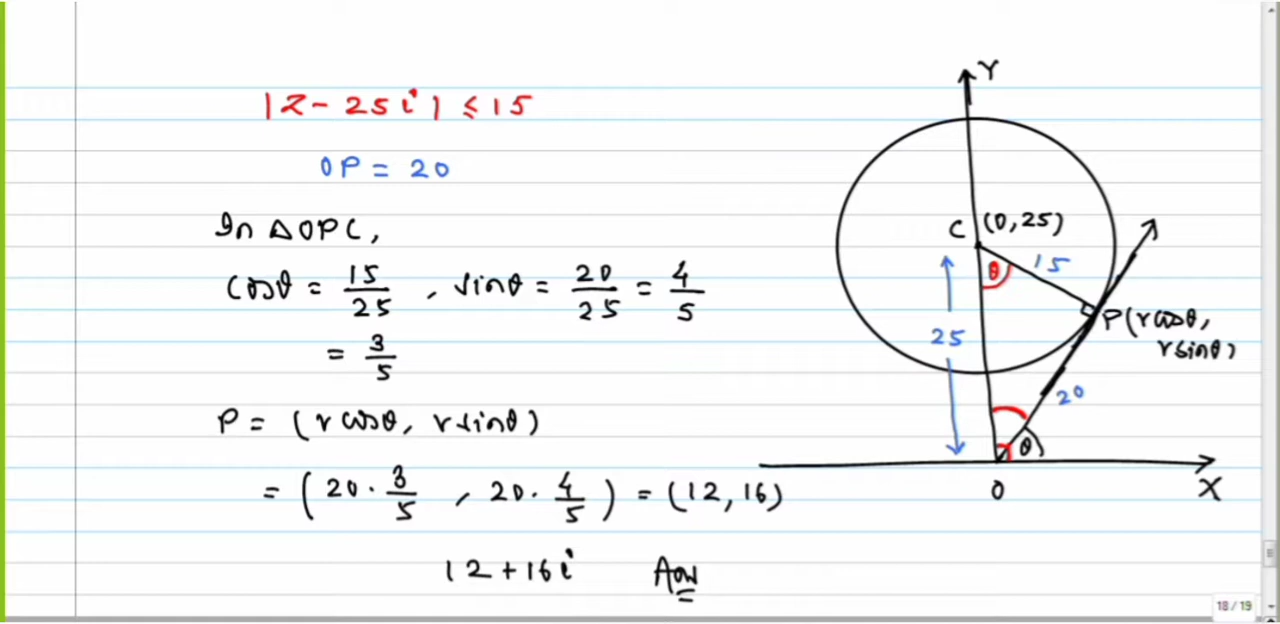 |z - 25i| ≤ 15
OP = 20
In △OPC,
cosθ = 15/25 , sinθ = 20/25 = 4/5
= 3/5
P = (r cosθ, r sinθ)
= (20 · 3/5 , 20 · 4/5) = (12, 16)
12 + 16i Ans
Y
C (0,25)
θ 15
P(r cosθ,
r sinθ)
25
20
θ
O
X
18 / 19